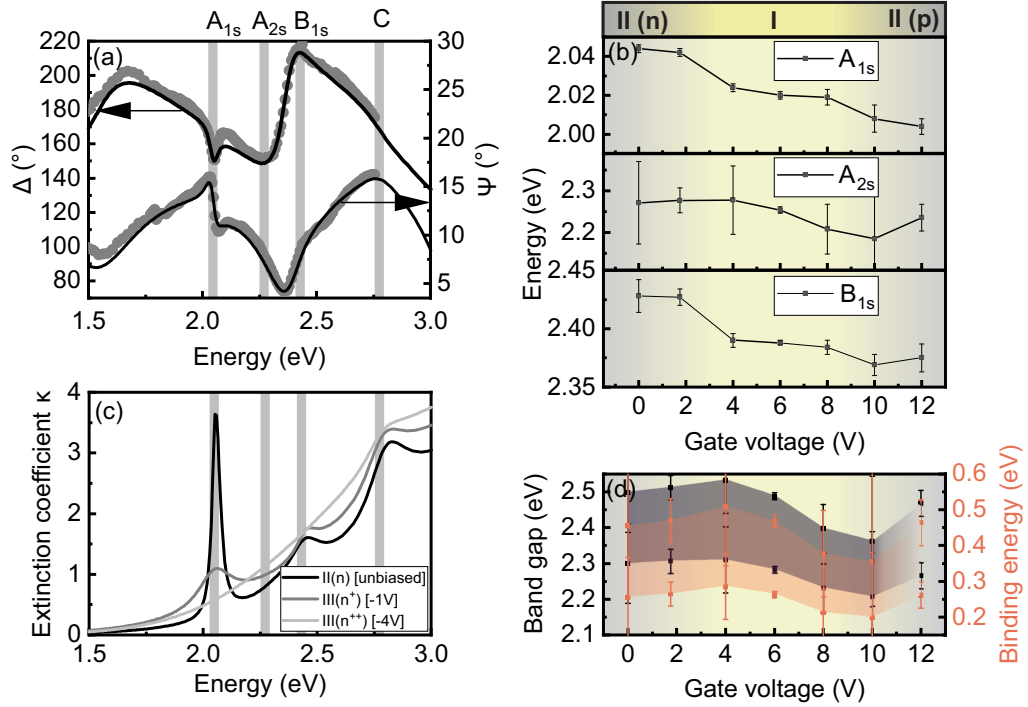 A1s A2s B1s C
(a)
220
200
180
160
140
120
100
80
Δ (°)
30
25
20
15
10
5
Ψ (°)
1.5 2.0 2.5 3.0
Energy (eV)
II (n) I II (p)
(b)
A1s
2.04
2.02
2.00
A2s
2.3
2.2
B1s
2.45
2.40
2.35
Energy (eV)
0 2 4 6 8 10 12
Gate voltage (V)
(c)
4
3
2
1
0
Extinction coefficient κ
II(n) [unbiased]
III(n⁺) [-1V]
III(n⁺⁺) [-4V]
1.5 2.0 2.5 3.0
Energy (eV)
(d)
2.5
2.4
2.3
2.2
2.1
Band gap (eV)
0.6
0.5
0.4
0.3
0.2
Binding energy (eV)
0 2 4 6 8 10 12
Gate voltage (V)